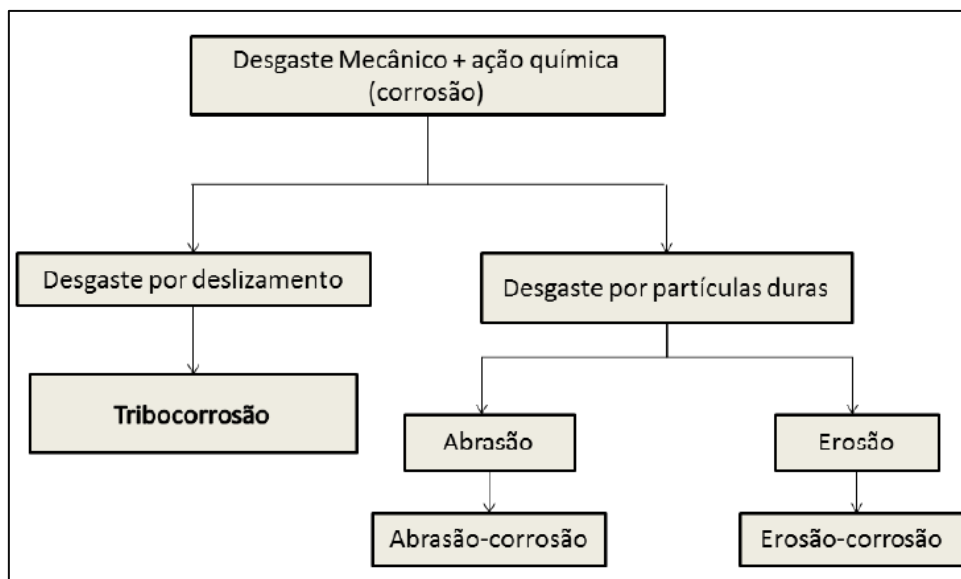 Desgaste Mecânico + ação química
(corrosão)
Desgaste por deslizamento
Desgaste por partículas duras
Tribocorrosão
Abrasão
Erosão
Abrasão-corrosão
Erosão-corrosão